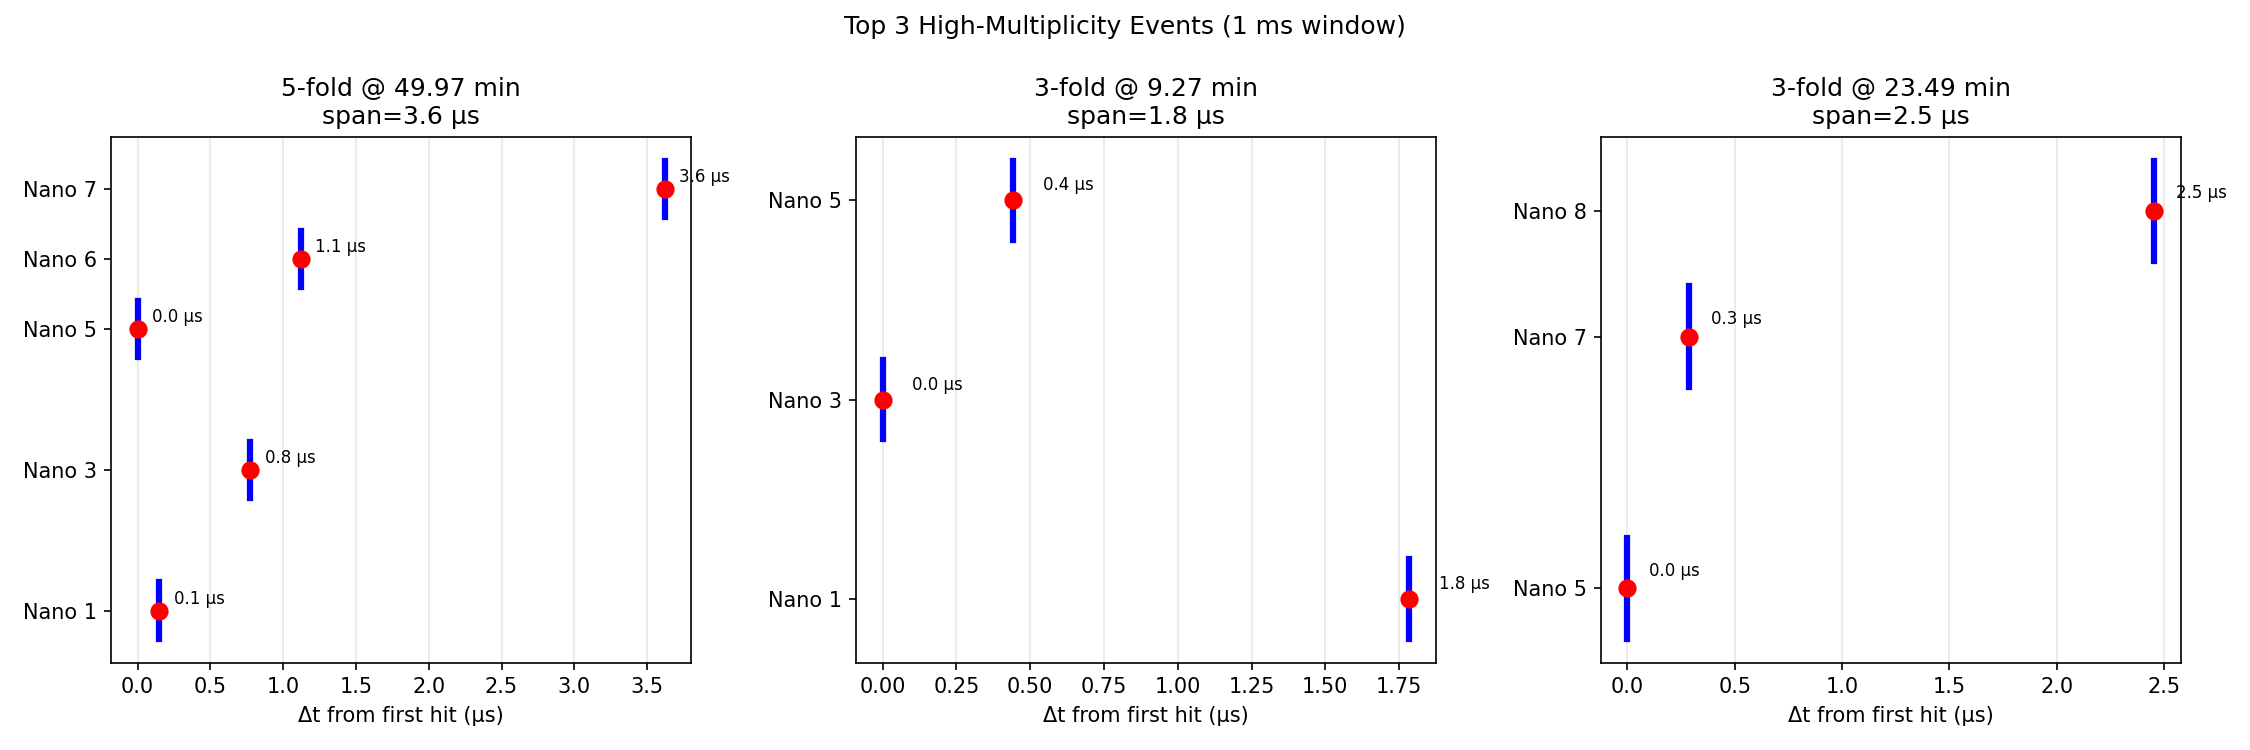 Top 3 High-Multiplicity Events (1 ms window)
5-fold @ 49.97 min
span=3.6 μs
Nano 7
Nano 6
Nano 5
Nano 3
Nano 1
3.6 μs
1.1 μs
0.0 μs
0.8 μs
0.1 μs
0.0 0.5 1.0 1.5 2.0 2.5 3.0 3.5
Δt from first hit (μs)
3-fold @ 9.27 min
span=1.8 μs
Nano 5
Nano 3
Nano 1
0.4 μs
0.0 μs
1.8 μs
0.00 0.25 0.50 0.75 1.00 1.25 1.50 1.75
Δt from first hit (μs)
3-fold @ 23.49 min
span=2.5 μs
Nano 8
Nano 7
Nano 5
2.5 μs
0.3 μs
0.0 μs
0.0 0.5 1.0 1.5 2.0 2.5
Δt from first hit (μs)